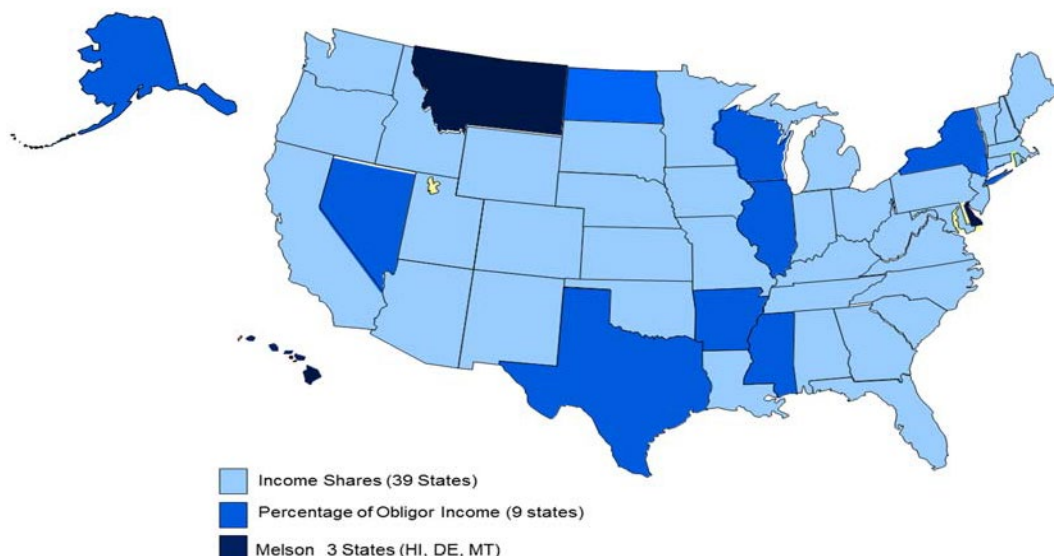 Income Shares (39 States)
Percentage of Obligor Income (9 states)
Melson 3 States (HI, DE, MT)